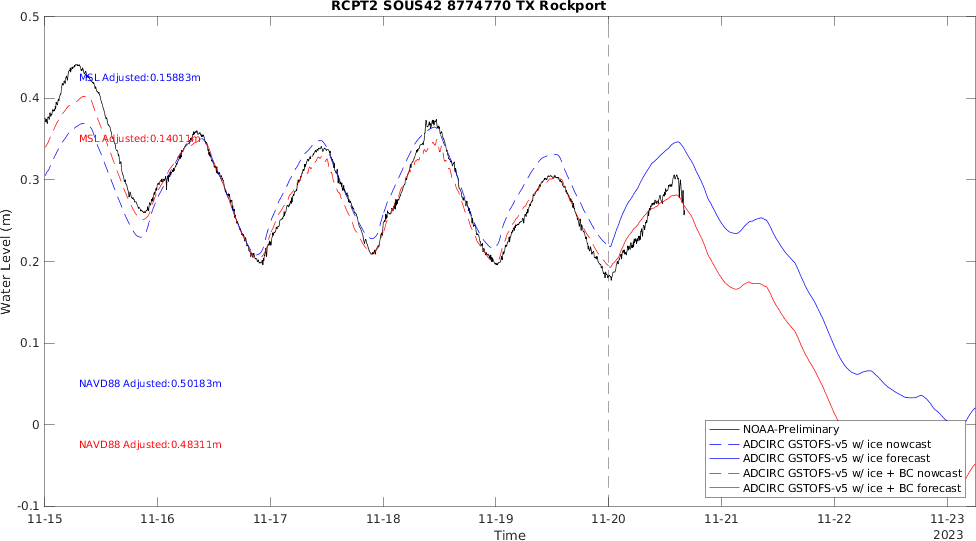 RCPT2 SOUS42 8774770 TX Rockport
0.5
0.4
0.3
0.2
0.1
0
-0.1
Water Level (m)
MSL Adjusted:0.15883m
MSL Adjusted:0.14011m
NAVD88 Adjusted:0.50183m
NAVD88 Adjusted:0.48311m
NOAA-Preliminary
ADCIRC GSTOFS-v5 w/ ice nowcast
ADCIRC GSTOFS-v5 w/ ice forecast
ADCIRC GSTOFS-v5 w/ ice + BC nowcast
ADCIRC GSTOFS-v5 w/ ice + BC forecast
11-15 11-16 11-17 11-18 11-19 11-20 11-21 11-22 11-23
2023
Time